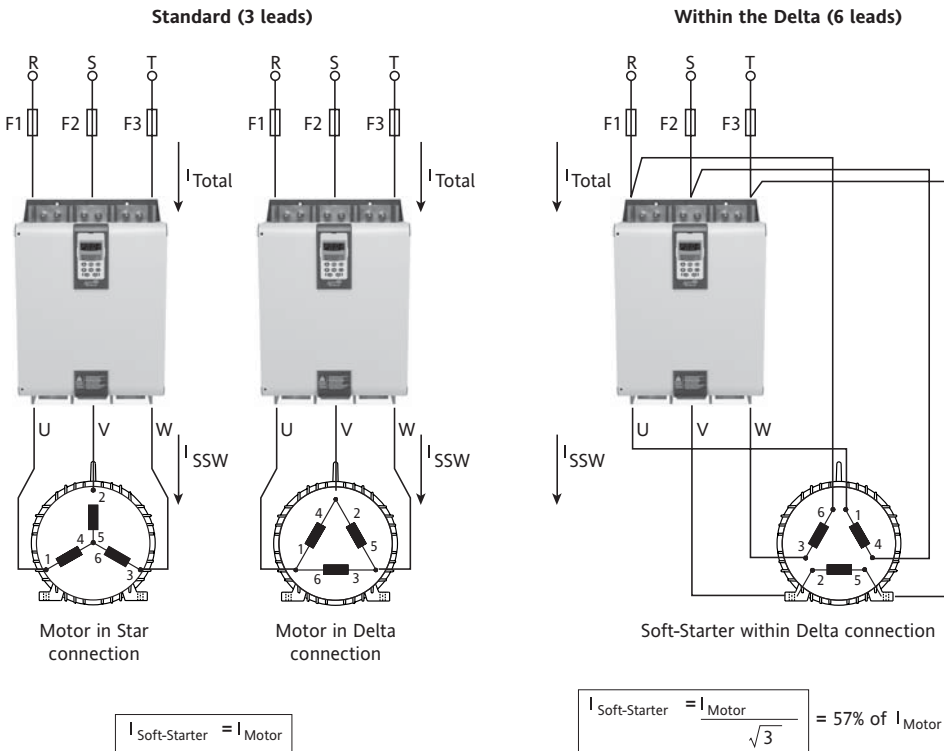 Standard (3 leads)
Within the Delta (6 leads)
R S T
R S T
R S T
F1 F2 F3
F1 F2 F3
F1 F2 F3
I Total
I Total
I Total
U V W
U V W
U V W
I SSW
I SSW
I SSW
2
4 5
1 6 3
4 2
1 5
6 3
6 1
3 4
2 5
Motor in Star
connection
Motor in Delta
connection
Soft-Starter within Delta connection
I Soft-Starter = I Motor
I Soft-Starter = I Motor / √3 = 57% of I Motor